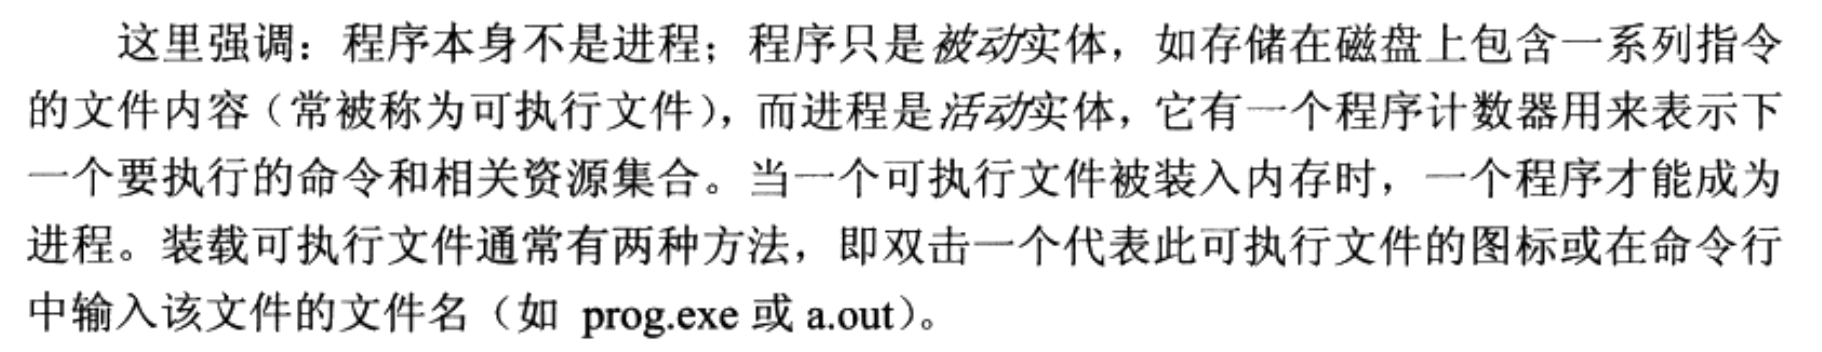 这里强调：程序本身不是进程；程序只是被动实体，如存储在磁盘上包含一系列指令
的文件内容（常被称为可执行文件），而进程是活动实体，它有一个程序计数器用来表示下
一个要执行的命令和相关资源集合。当一个可执行文件被装入内存时，一个程序才能成为
进程。装载可执行文件通常有两种方法，即双击一个代表此可执行文件的图标或在命令行
中输入该文件的文件名（如 prog.exe 或 a.out）。